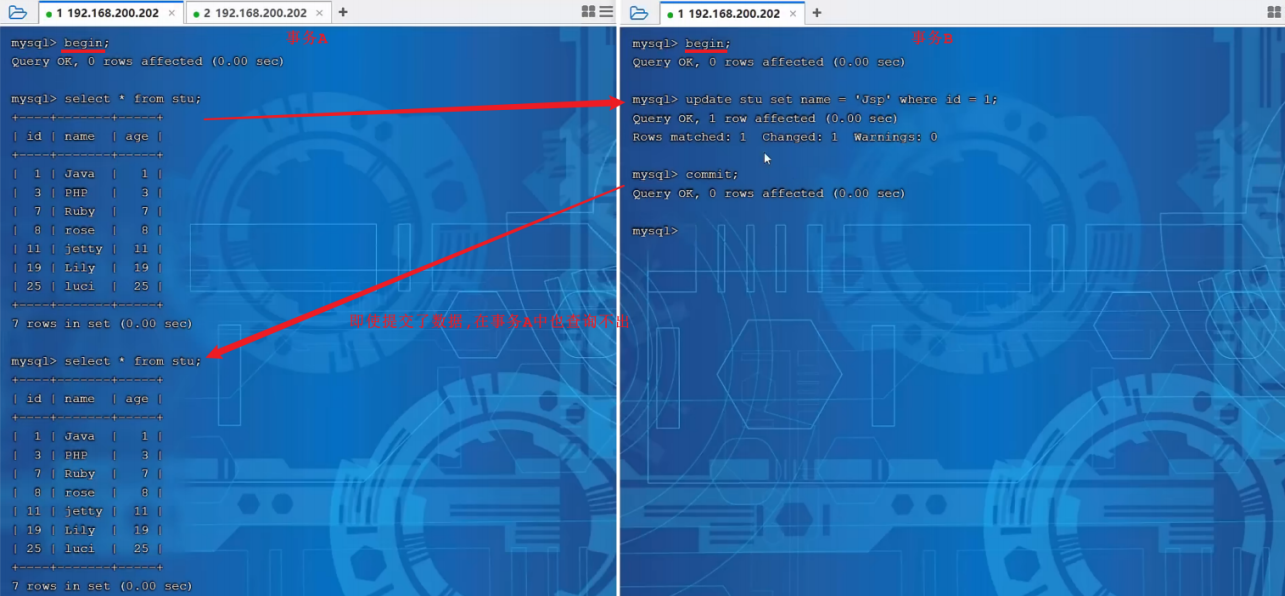 1 192.168.200.202 ×
2 192.168.200.202 × +
事务A
mysql> begin;
Query OK, 0 rows affected (0.00 sec)
mysql> select * from stu;
+----+-------+-----+
| id | name  | age |
+----+-------+-----+
|  1 | Java  |   1 |
|  3 | PHP   |   3 |
|  7 | Ruby  |   7 |
|  8 | rose  |   8 |
| 11 | jetty |  11 |
| 19 | Lily  |  19 |
| 25 | luci  |  25 |
+----+-------+-----+
7 rows in set (0.00 sec)
即使提交了数据,在事务A中也查询不出
mysql> select * from stu;
+----+-------+-----+
| id | name  | age |
+----+-------+-----+
|  1 | Java  |   1 |
|  3 | PHP   |   3 |
|  7 | Ruby  |   7 |
|  8 | rose  |   8 |
| 11 | jetty |  11 |
| 19 | Lily  |  19 |
| 25 | luci  |  25 |
+----+-------+-----+
7 rows in set (0.00 sec)
1 192.168.200.202 × +
事务B
mysql> begin;
Query OK, 0 rows affected (0.00 sec)
mysql> update stu set name = 'Jsp' where id = 1;
Query OK, 1 row affected (0.00 sec)
Rows matched: 1  Changed: 1  Warnings: 0
mysql> commit;
Query OK, 0 rows affected (0.00 sec)
mysql>